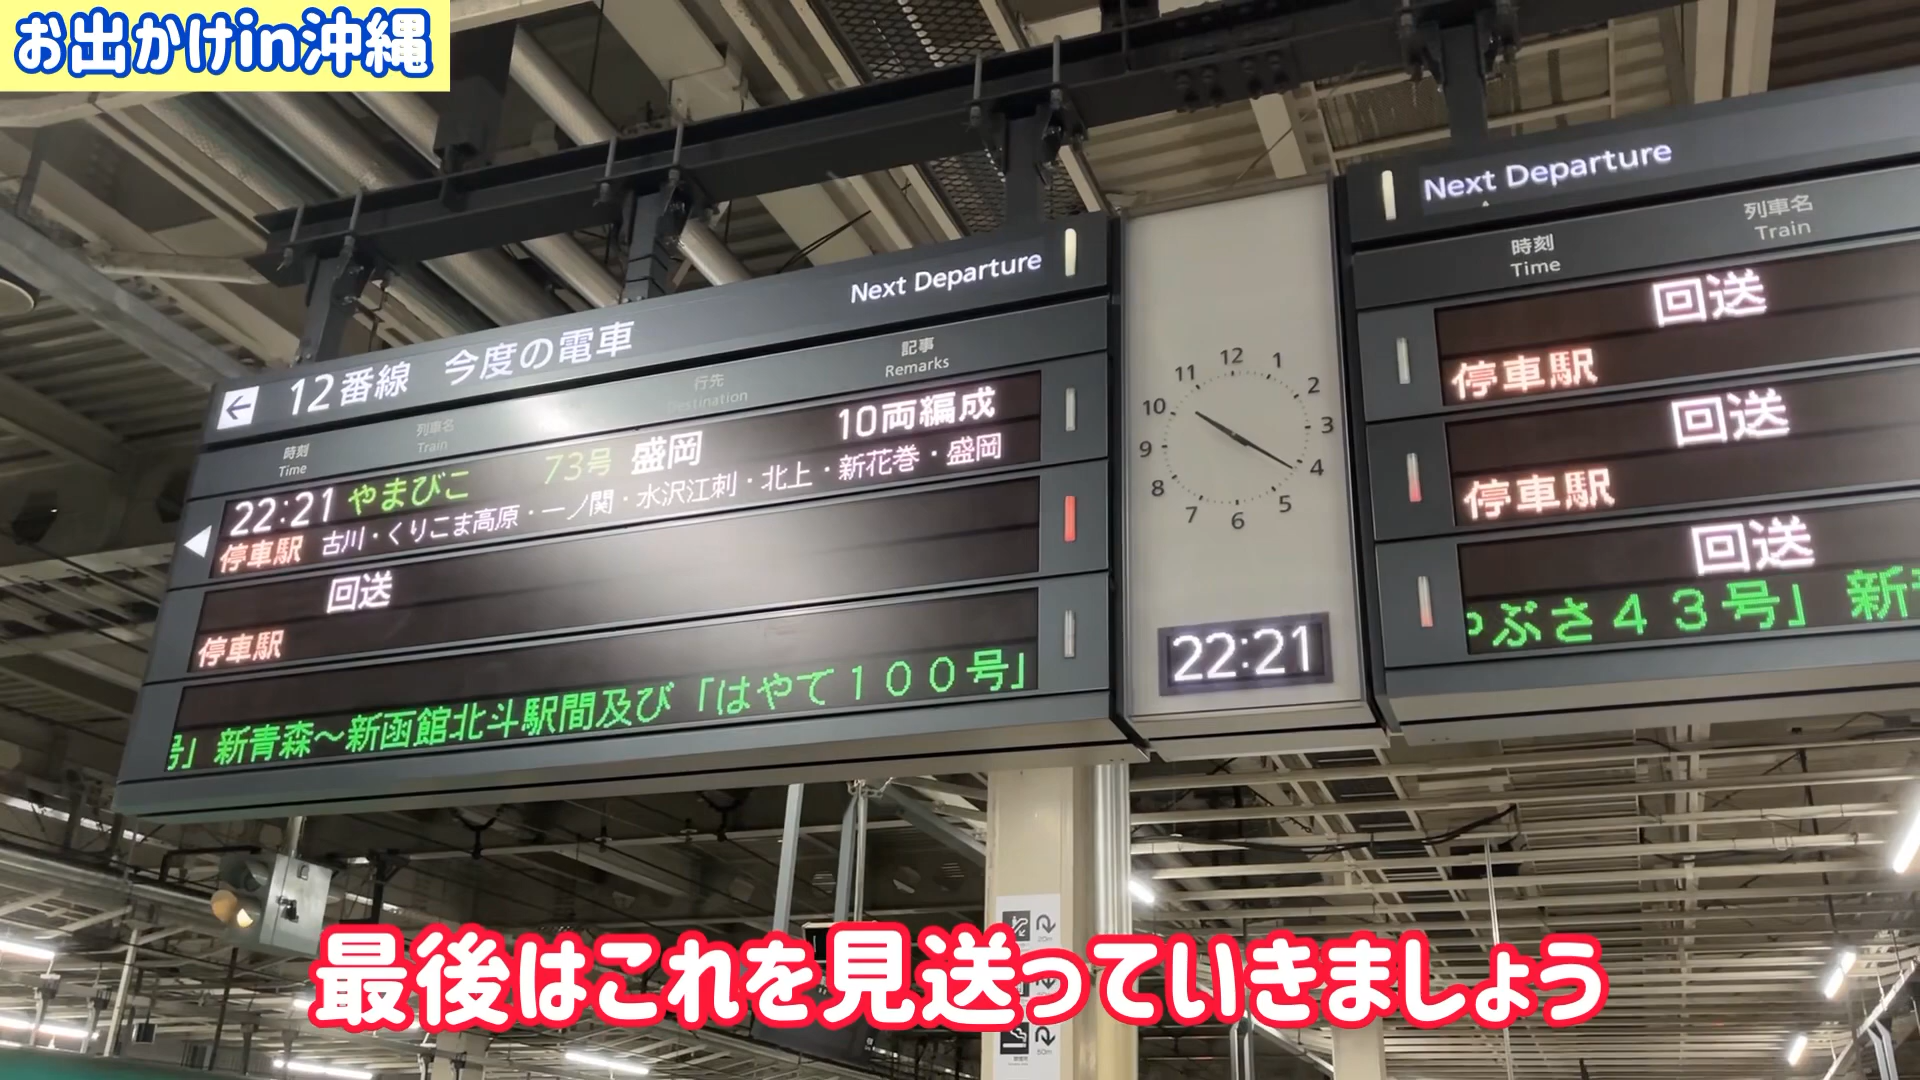 お出かけin沖縄
12番線 今度の電車 Next Departure
時刻 列車名 行先 記事
Time Train Destination Remarks
22:21 やまびこ 73号 盛岡 10両編成
停車駅 古川・くりこま高原・一ノ関・水沢江刺・北上・新花巻・盛岡
回送
停車駅
号」新青森～新函館北斗駅間及び「はやて１００号」
12
1
2
3
4
5
6
7
8
9
10
11
22:21
Next Departure
時刻 列車名
Time Train
回送
停車駅
回送
停車駅
回送
ぶさ４３号」新
最後はこれを見送っていきましょう